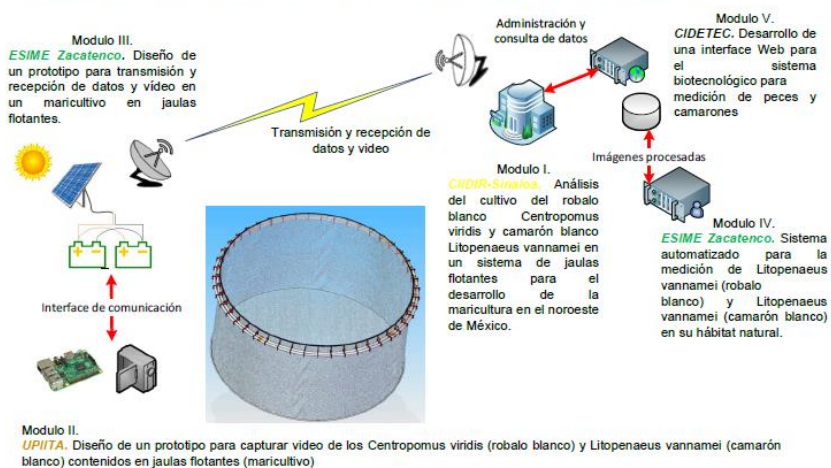 Modulo III.
ESIME Zacatenco. Diseño de
un prototipo para transmisión y
recepción de datos y vídeo en
un maricultivo en jaulas
flotantes.
Transmisión y recepción de
datos y video
Administración y
consulta de datos
Modulo V.
CIDETEC. Desarrollo de
una interface Web para
el sistema
biotecnológico para
medición de peces y
camarones
Imágenes procesadas
Modulo I.
CIIDIR-Sinaloa. Análisis
del cultivo del robalo
blanco Centropomus
viridis y camarón blanco
Litopenaeus vannamei en
un sistema de jaulas
flotantes para el
desarrollo de la
maricultura en el noroeste
de México.
Modulo IV.
ESIME Zacatenco. Sistema
automatizado para la
medición de Litopenaeus
vannamei (robalo
blanco) y Litopenaeus
vannamei (camarón blanco)
en su hábitat natural.
Interface de comunicación
Modulo II.
UPIITA. Diseño de un prototipo para capturar video de los Centropomus viridis (robalo blanco) y Litopenaeus vannamei (camarón
blanco) contenidos en jaulas flotantes (maricultivo)